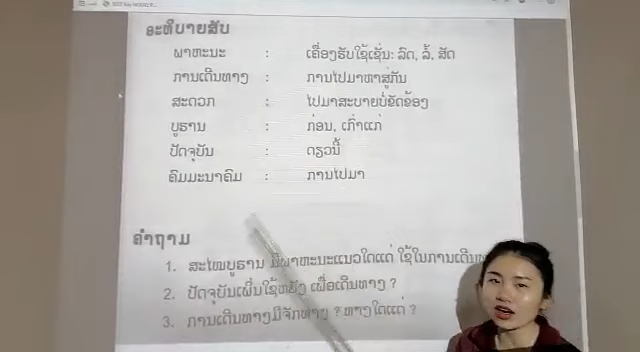 ອະທິບາຍສັບ
ພາຫະນະ : ເຄື່ອງຮັບໃຊ້ເຊັ່ນ: ລົດ, ລໍ້, ສັດ
ການເດີນທາງ : ການໄປມາຫາສູ່ກັນ
ສະດວກ : ໄປມາສະບາຍບໍ່ຂັດຂ້ອງ
ບູຮານ : ກ່ອນ, ເກົ່າແກ່
ປັດຈຸບັນ : ດຽວນີ້
ຄົມມະນາຄົມ : ການໄປມາ
ຄໍາຖາມ
1. ສະໄໝບູຮານ ມີພາຫະນະແນວໃດແດ່ ໃຊ້ໃນການເດີນ
2. ປັດຈຸບັນເພິ່ນໃຊ້ຫຍັງ ເພື່ອເດີນທາງ ?
3. ການເດີນທາງມີຈັກທາງ ? ທາງໃດແດ່ ?